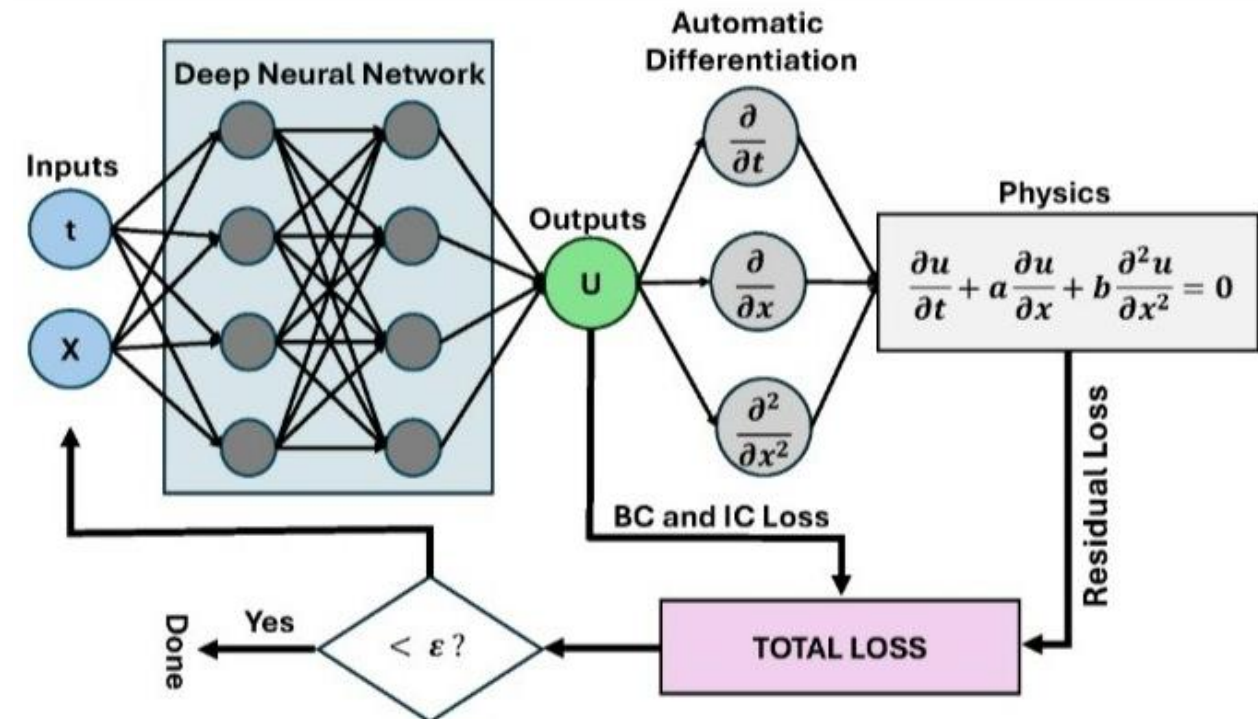 Automatic
Differentiation
Deep Neural Network
Inputs
t
X
Outputs
U
∂/∂t
∂/∂x
∂²/∂x²
Physics
∂u/∂t + a ∂u/∂x + b ∂²u/∂x² = 0
BC and IC Loss
Residual Loss
TOTAL LOSS
< ε ?
Yes
Done